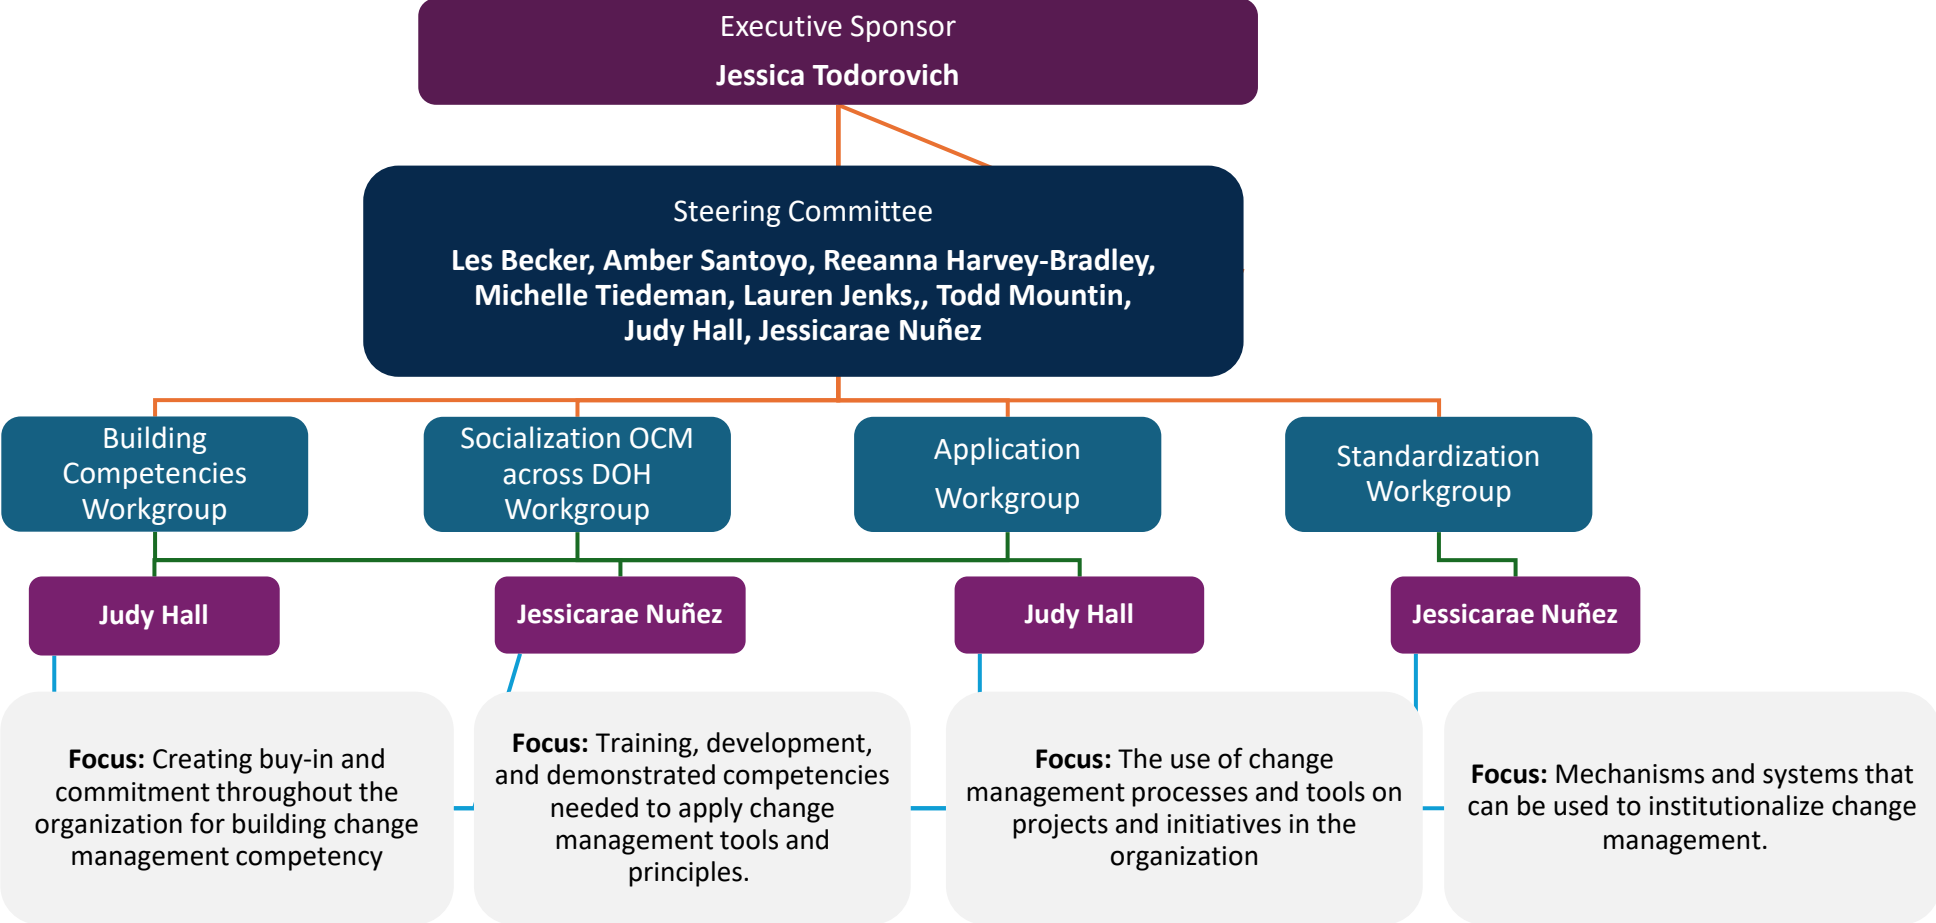 Executive Sponsor
Jessica Todorovich
Steering Committee
Les Becker, Amber Santoyo, Reeanna Harvey-Bradley,
Michelle Tiedeman, Lauren Jenks,, Todd Mountin,
Judy Hall, Jessicarae Nuñez
Building
Competencies
Workgroup
Socialization OCM
across DOH
Workgroup
Application
Workgroup
Standardization
Workgroup
Judy Hall
Jessicarae Nuñez
Judy Hall
Jessicarae Nuñez
Focus: Creating buy-in and
commitment throughout the
organization for building change
management competency
Focus: Training, development,
and demonstrated competencies
needed to apply change
management tools and
principles.
Focus: The use of change
management processes and tools on
projects and initiatives in the
organization
Focus: Mechanisms and systems that
can be used to institutionalize change
management.